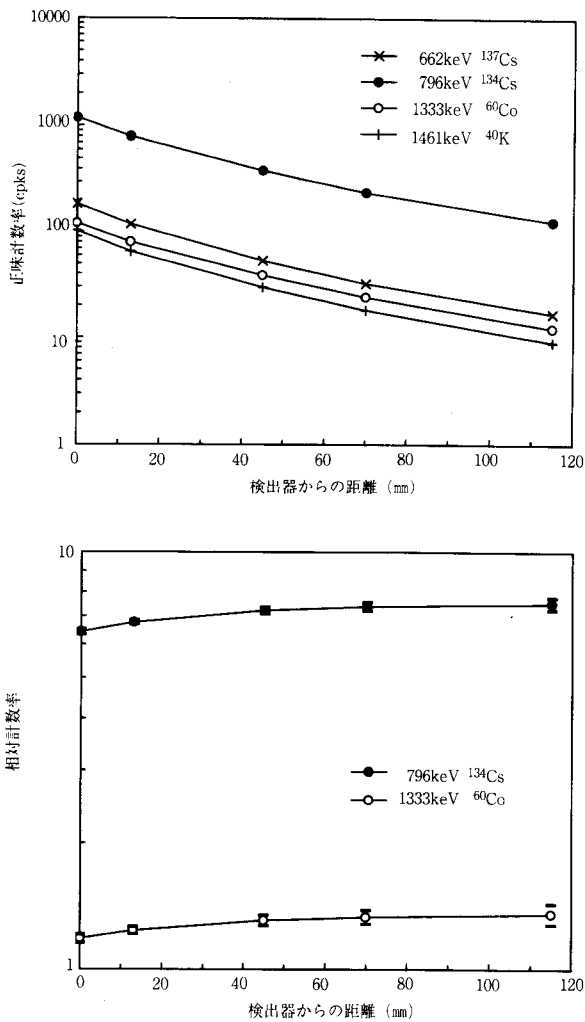 10000
1000
100
10
1
正味計数率(cpks)
662keV ¹³⁷Cs
796keV ¹³⁴Cs
1333keV ⁶⁰Co
1461keV ⁴⁰K
0 20 40 60 80 100 120
検出器からの距離 (mm)
10
1
相対計数率
796keV ¹³⁴Cs
1333keV ⁶⁰Co
0 20 40 60 80 100 120
検出器からの距離 (mm)